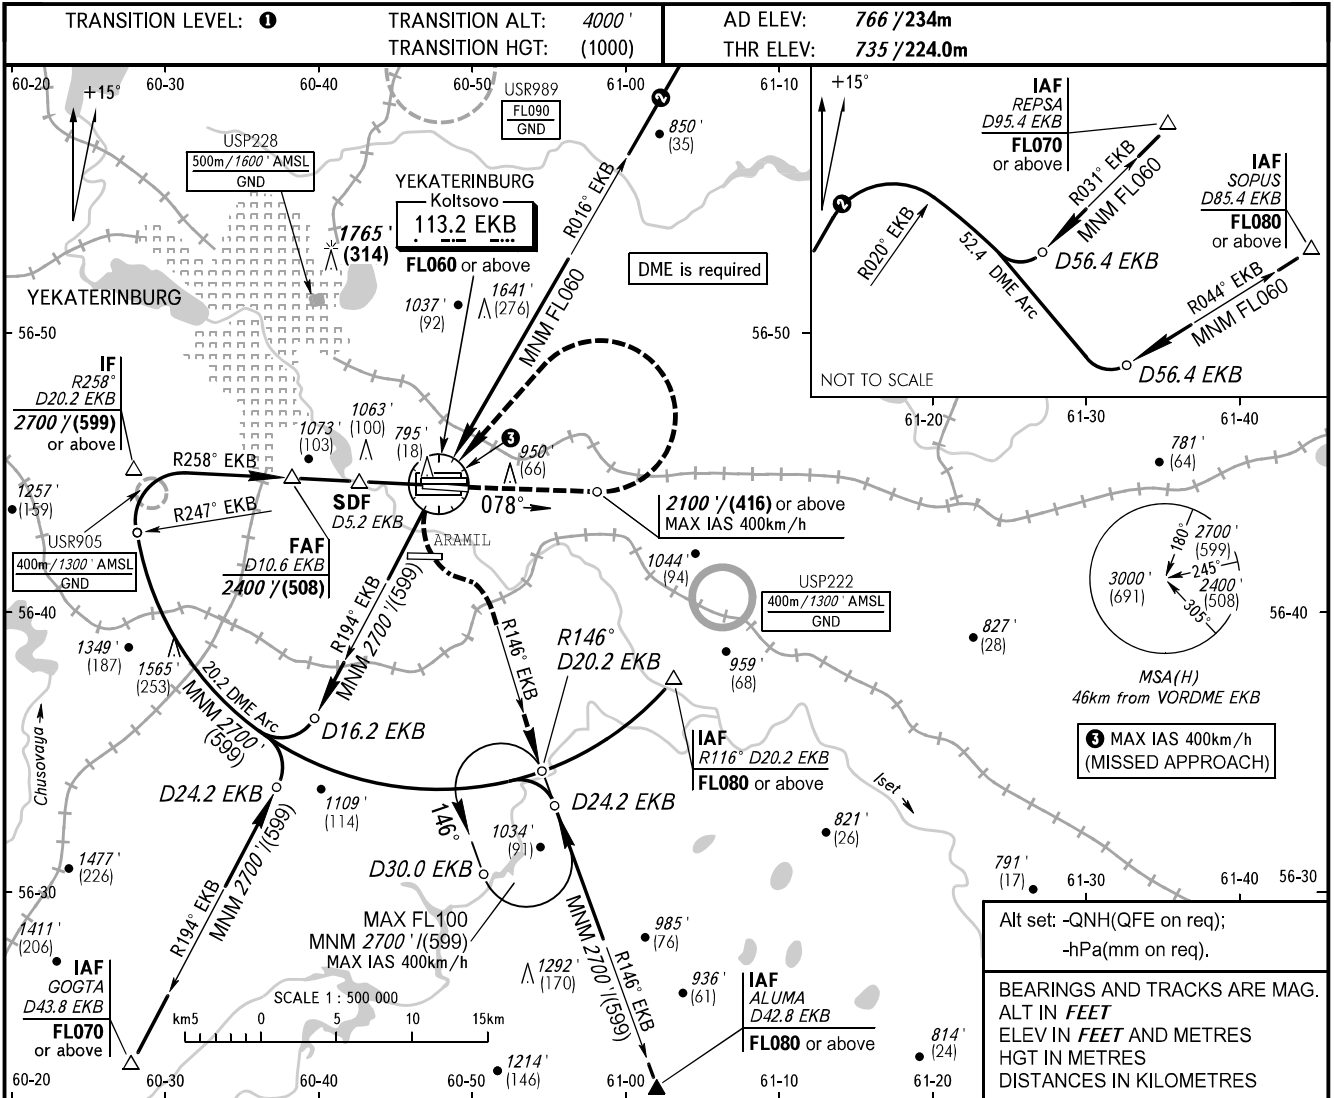 TRANSITION LEVEL: ❶
TRANSITION ALT: 4000'
TRANSITION HGT: (1000)
AD ELEV: 766'/234m
THR ELEV: 735'/224.0m
60-20
60-40
60-50
61-00
61-10
+15°
USP228
500m/1600' AMSL
GND
USR989
FL090
GND
❷
850'
(35)
YEKATERINBURG
Koltsovo
113.2 EKB
FL060 or above
1765'
(314)
R016° EKB
MNM FL060
DME is required
YEKATERINBURG
1037'
(92)
1641'
(276)
56-50
56-50
+15°
IAF
REPSA
D95.4 EKB
FL070
or above
IAF
SOPUS
D85.4 EKB
FL080
or above
❷
R020° EKB
52.4 DME Arc
R031° EKB
MNM FL060
D56.4 EKB
R044° EKB
MNM FL060
D56.4 EKB
NOT TO SCALE
61-20
61-30
61-40
IF
R258°
D20.2 EKB
2700'/(599)
or above
1073'
(103)
1063'
(100)
795'
(18)
❸
950'
(66)
781'
(64)
R258° EKB
1257'
(159)
R247° EKB
SDF
D5.2 EKB
078°
2100'/(416) or above
MAX IAS 400km/h
USR905
400m/1300' AMSL
GND
FAF
D10.6 EKB
2400'/(508)
ARAMIL
1044'
(94)
USP222
400m/1300' AMSL
GND
180°
2700'
(599)
245°
2400'
(508)
305°
3000'
(691)
MSA(H)
46km from VORDME EKB
56-40
56-40
R194° EKB
MNM 2700'/(599)
R146° EKB
R146°
D20.2 EKB
959'
(68)
827'
(28)
1349'
(187)
1565'
(253)
20.2 DME Arc
MNM 2700'
(599)
D16.2 EKB
❸ MAX IAS 400km/h
(MISSED APPROACH)
IAF
R116° D20.2 EKB
FL080 or above
Chusovaya
Iset
D24.2 EKB
1109'
(114)
146°
D24.2 EKB
1034'
(91)
821'
(26)
D30.0 EKB
1477'
(226)
791'
(17)
61-30
61-40
56-30
56-30
R194° EKB
MNM 2700'/(599)
MAX FL100
MNM 2700'/(599)
MAX IAS 400km/h
MNM 2700'/(599)
R146° EKB
985'
(76)
1411'
(206)
1292'
(170)
936'
(61)
IAF
GOGTA
D43.8 EKB
FL070
or above
SCALE 1 : 500 000
km5 0 5 10 15km
IAF
ALUMA
D42.8 EKB
FL080 or above
814'
(24)
1214'
(146)
60-20
60-30
60-40
60-50
61-00
61-10
61-20
Alt set: -QNH(QFE on req);
-hPa(mm on req).
BEARINGS AND TRACKS ARE MAG.
ALT IN FEET
ELEV IN FEET AND METRES
HGT IN METRES
DISTANCES IN KILOMETRES